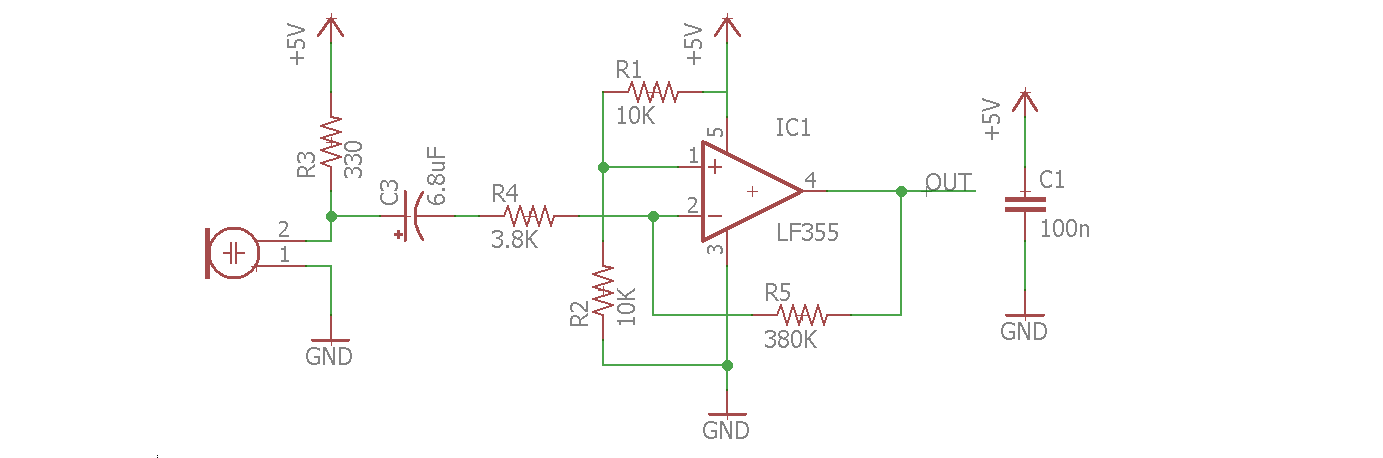 +5V
R3
330
2
1
GND
C3
6.8uF
R4
3.8K
R1
10K
+5V
5
1
2
3
4
IC1
LF355
R2
10K
R5
380K
GND
OUT
+5V
C1
100n
GND